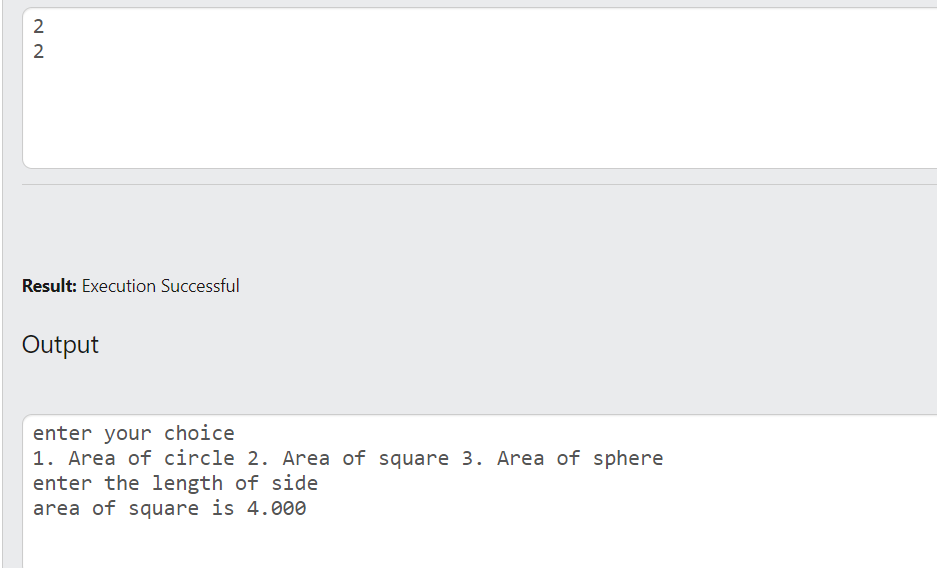 2
2
Result: Execution Successful
Output
enter your choice
1. Area of circle 2. Area of square 3. Area of sphere
enter the length of side
area of square is 4.000